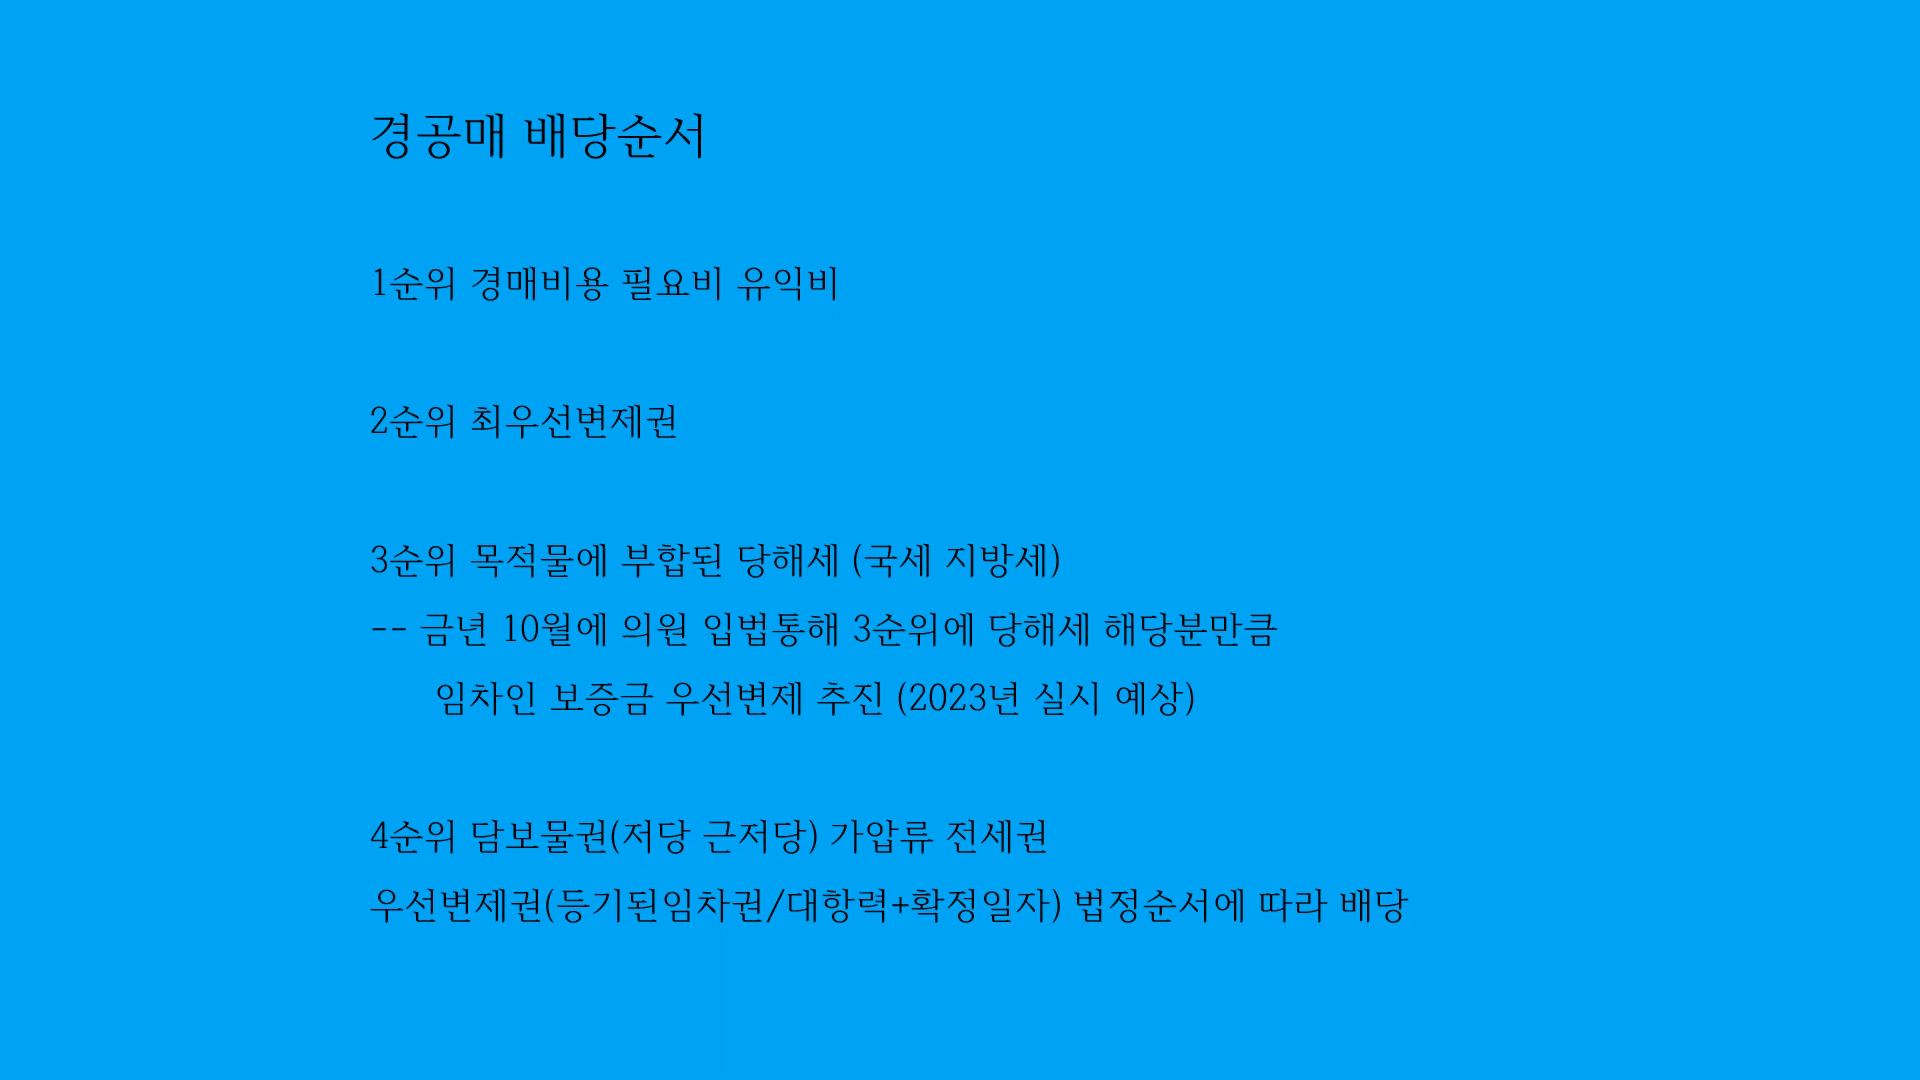 경공매 배당순서
1순위 경매비용 필요비 유익비
2순위 최우선변제권
3순위 목적물에 부합된 당해세 (국세 지방세)
-- 금년 10월에 의원 입법통해 3순위에 당해세 해당분만큼
임차인 보증금 우선변제 추진 (2023년 실시 예상)
4순위 담보물권(저당 근저당) 가압류 전세권
우선변제권(등기된임차권/대항력+확정일자) 법정순서에 따라 배당